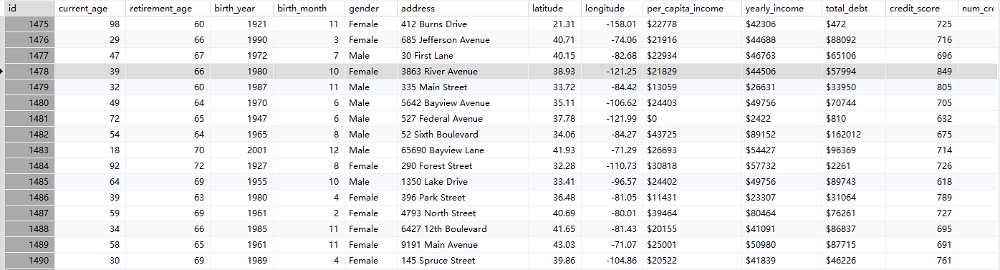 id current_age retirement_age birth_year birth_month gender address latitude longitude per_capita_income yearly_income total_debt credit_score num_cre
1475 98 60 1921 11 Female 412 Burns Drive 21.31 -158.01 $22778 $42306 $472 725
1476 29 66 1990 3 Female 685 Jefferson Avenue 40.71 -74.06 $21916 $44688 $88092 716
1477 47 67 1972 7 Male 30 First Lane 40.15 -82.68 $22934 $46763 $65106 696
1478 39 66 1980 10 Female 3863 River Avenue 38.93 -121.25 $21829 $44506 $57994 849
1479 32 60 1987 11 Male 335 Main Street 33.72 -84.42 $13059 $26631 $33950 805
1480 49 64 1970 6 Male 5642 Bayview Avenue 35.11 -106.62 $24403 $49756 $70744 705
1481 72 65 1947 6 Male 527 Federal Avenue 37.78 -121.99 $0 $2422 $810 632
1482 54 64 1965 8 Male 52 Sixth Boulevard 34.06 -84.27 $43725 $89152 $162012 675
1483 18 70 2001 12 Male 65690 Bayview Lane 41.93 -71.29 $26693 $54427 $96369 714
1484 92 72 1927 8 Female 290 Forest Street 32.28 -110.73 $30818 $57732 $2261 726
1485 64 69 1955 10 Male 1350 Lake Drive 33.41 -96.57 $24402 $49756 $89743 618
1486 39 63 1980 4 Female 396 Park Street 36.48 -81.05 $11431 $23307 $31064 789
1487 59 69 1961 2 Female 4793 North Street 40.69 -80.01 $39464 $80464 $76261 727
1488 34 66 1985 11 Female 6427 12th Boulevard 41.65 -81.43 $20155 $41091 $86837 695
1489 58 65 1961 11 Female 9191 Main Avenue 43.03 -71.07 $25001 $50980 $87715 691
1490 30 69 1989 4 Female 145 Spruce Street 39.86 -104.86 $20522 $41839 $46226 761